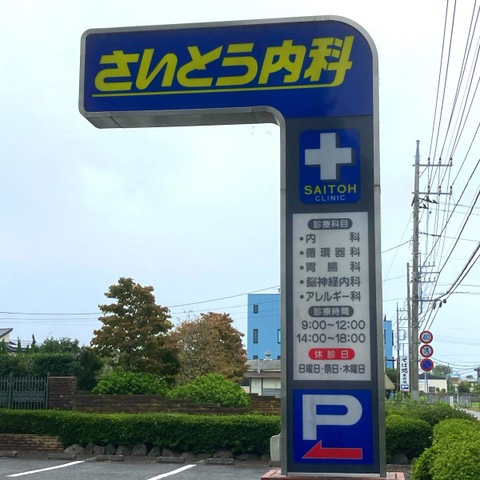 さいとう内科
SAITOH
CLINIC
診療科目
・内科
・循環器科
・胃腸科
・脳神経内科
・アレルギー科
診療時間
9:00~12:00
14:00~18:00
休診日
日曜日・祭日・木曜日
P